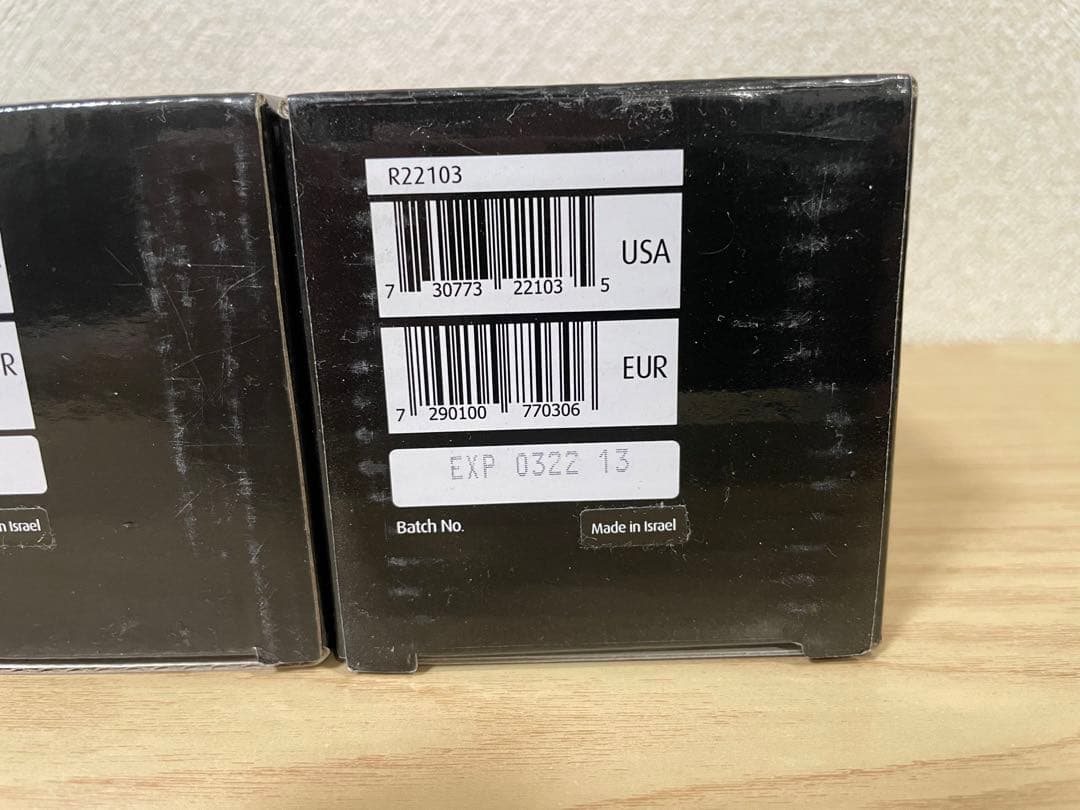 R22103
USA
7 30773 22103 5
EUR
7 290100 770306
EXP 0322 13
Batch No.
Made in Israel
R
n Israel